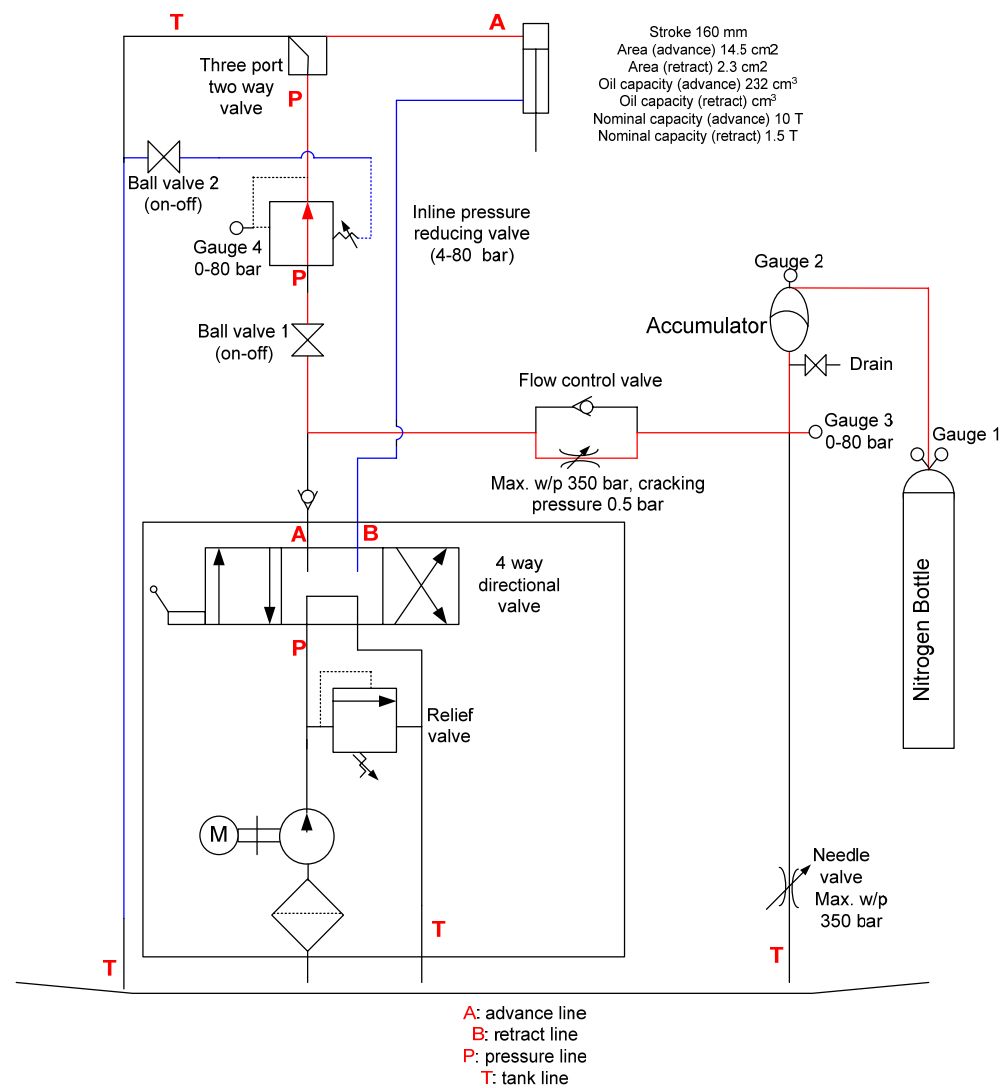 T
A
Stroke 160 mm
Area (advance) 14.5 cm2
Area (retract) 2.3 cm2
Oil capacity (advance) 232 cm³
Oil capacity (retract) cm³
Nominal capacity (advance) 10 T
Nominal capacity (retract) 1.5 T
Three port
two way
valve
P
Ball valve 2
(on-off)
Inline pressure
reducing valve
(4-80 bar)
Gauge 4
0-80 bar
P
Gauge 2
Accumulator
Ball valve 1
(on-off)
Drain
Flow control valve
Gauge 3
0-80 bar
Gauge 1
Max. w/p 350 bar, cracking
pressure 0.5 bar
A
B
4 way
directional
valve
P
Nitrogen Bottle
Relief
valve
M
Needle
valve
Max. w/p
350 bar
T
T
T
A: advance line
B: retract line
P: pressure line
T: tank line